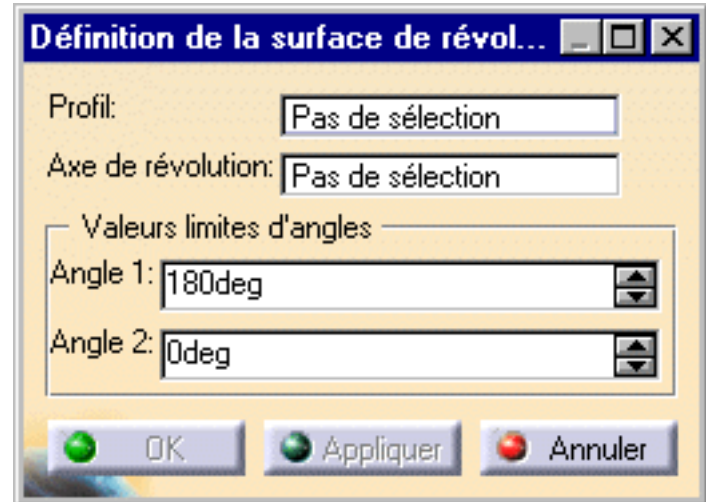 Définition de la surface de révol...
Profil: Pas de sélection
Axe de révolution: Pas de sélection
Valeurs limites d'angles
Angle 1: 180deg
Angle 2: 0deg
OK Appliquer Annuler